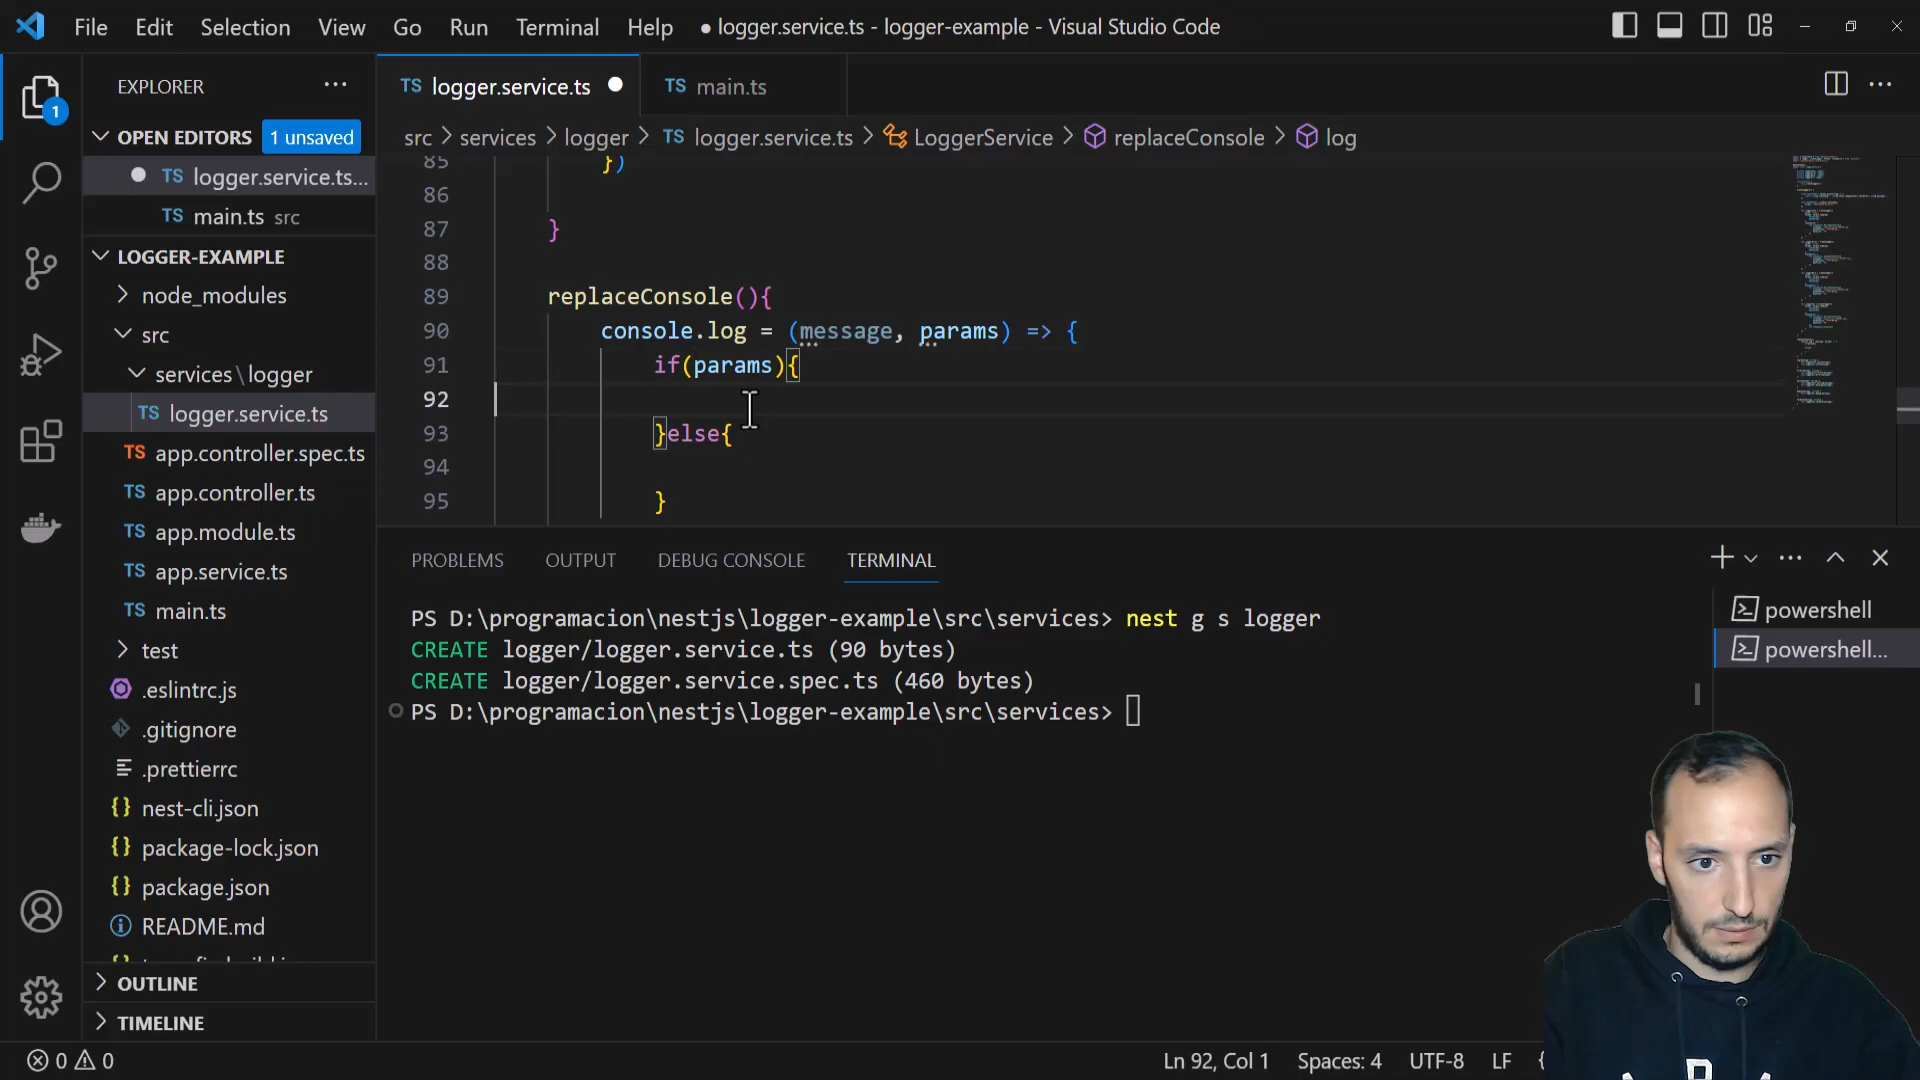 File Edit Selection View Go Run Terminal Help ● logger.service.ts - logger-example - Visual Studio Code
EXPLORER ...
OPEN EDITORS 1 unsaved
TS logger.service.ts...
TS main.ts src
LOGGER-EXAMPLE
node_modules
src
services\logger
TS logger.service.ts
TS app.controller.spec.ts
TS app.controller.ts
TS app.module.ts
TS app.service.ts
TS main.ts
test
.eslintrc.js
.gitignore
.prettierrc
{} nest-cli.json
{} package-lock.json
{} package.json
README.md
OUTLINE
TIMELINE
1
TS logger.service.ts ●
TS main.ts
src > services > logger > TS logger.service.ts > LoggerService > replaceConsole > log
85 })
86
87 }
88
89 replaceConsole(){
90 console.log = (message, params) => {
91 if(params){
92
93 }else{
94
95 }
PROBLEMS OUTPUT DEBUG CONSOLE TERMINAL
PS D:\programacion\nestjs\logger-example\src\services> nest g s logger
CREATE logger/logger.service.ts (90 bytes)
CREATE logger/logger.service.spec.ts (460 bytes)
PS D:\programacion\nestjs\logger-example\src\services>
powershell
powershell...
0 0
Ln 92, Col 1 Spaces: 4 UTF-8 LF {